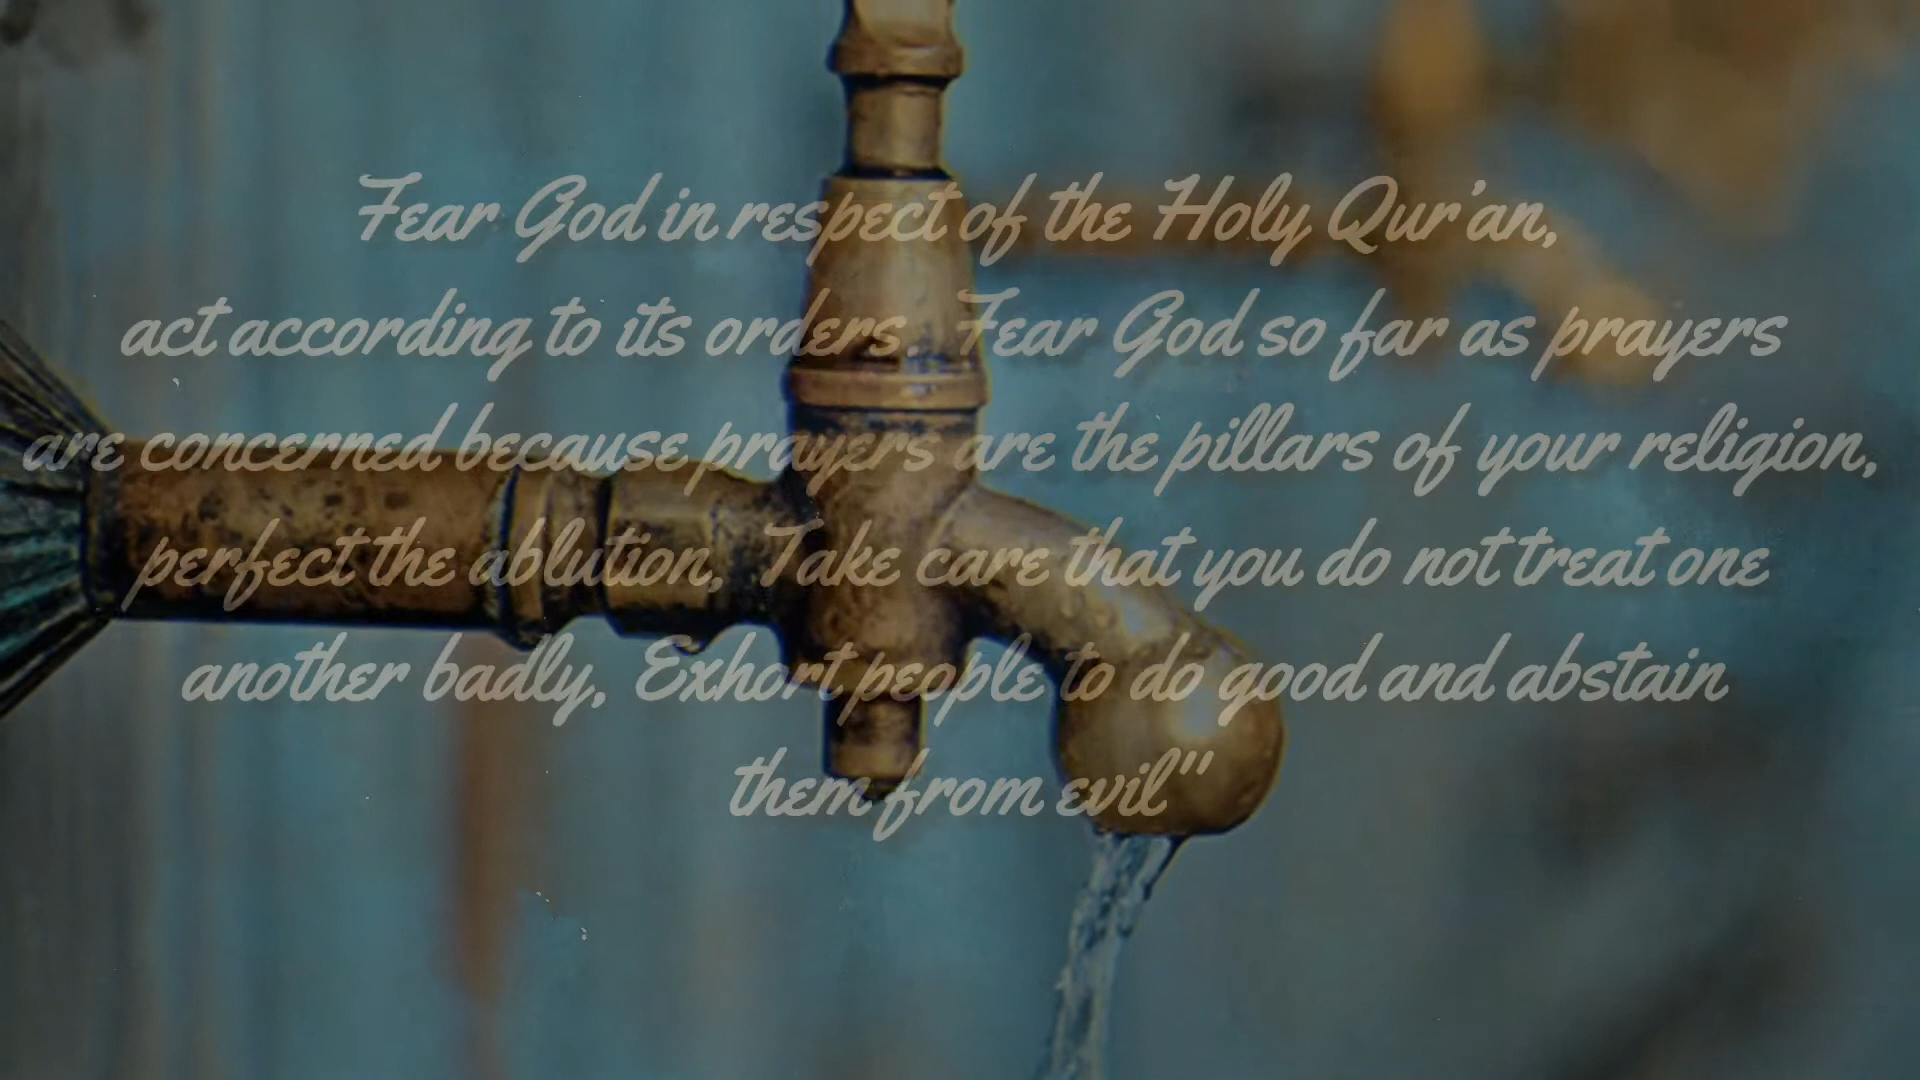 Fear God in respect of the Holy Qur'an,
act according to its orders. Fear God so far as prayers
are concerned because prayers are the pillars of your religion,
perfect the ablution, Take care that you do not treat one
another badly, Exhort people to do good and abstain
them from evil"